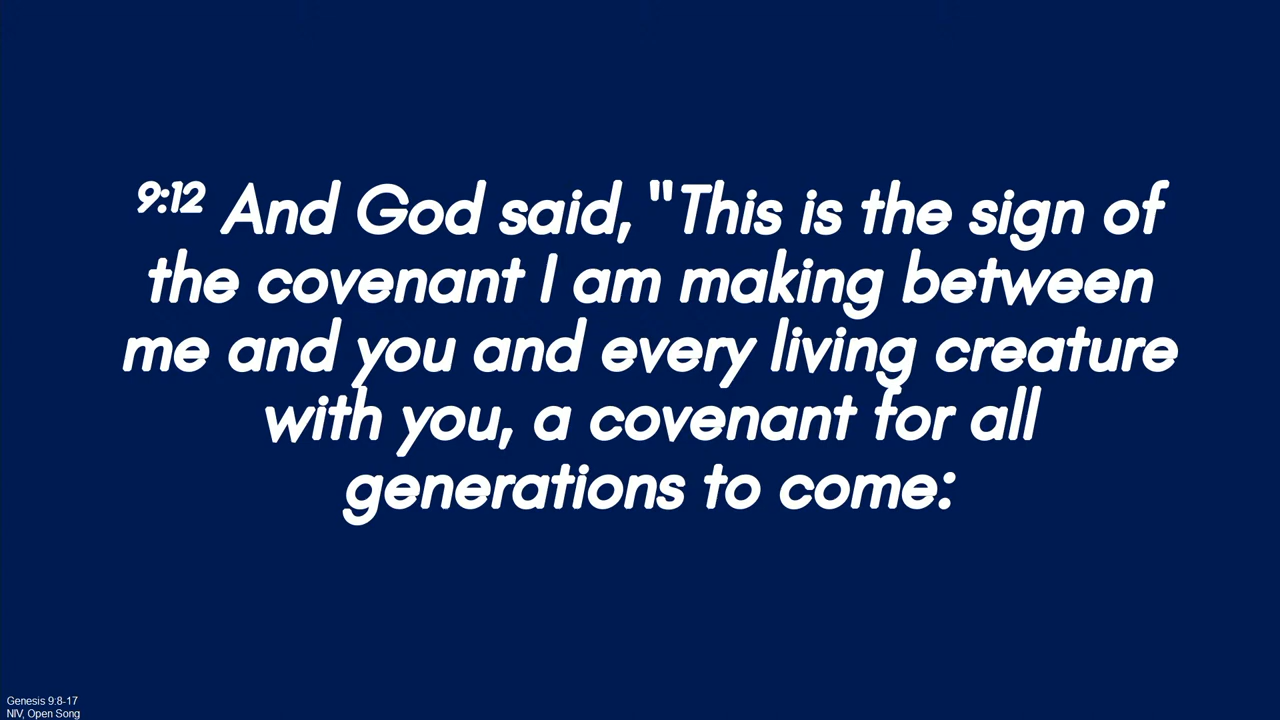 9:12 And God said, "This is the sign of
the covenant I am making between
me and you and every living creature
with you, a covenant for all
generations to come:
Genesis 9:8-17
NIV, Open Song